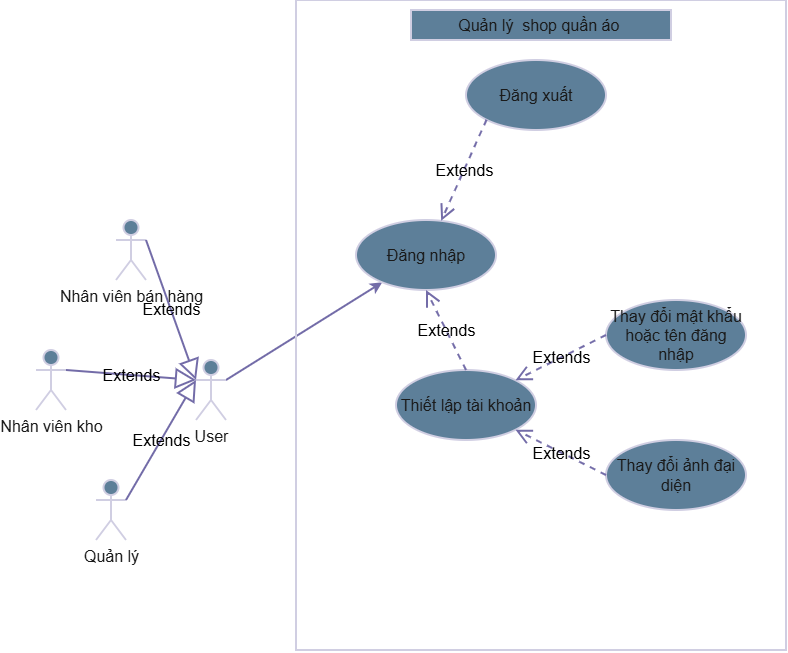 Quản lý shop quần áo
Đăng xuất
Extends
Đăng nhập
Nhân viên bán hàng
Extends
Extends
Extends
Nhân viên kho
Extends
User
Quản lý
Thiết lập tài khoản
Extends
Thay đổi mật khẩu
hoặc tên đăng
nhập
Extends
Thay đổi ảnh đại
diện